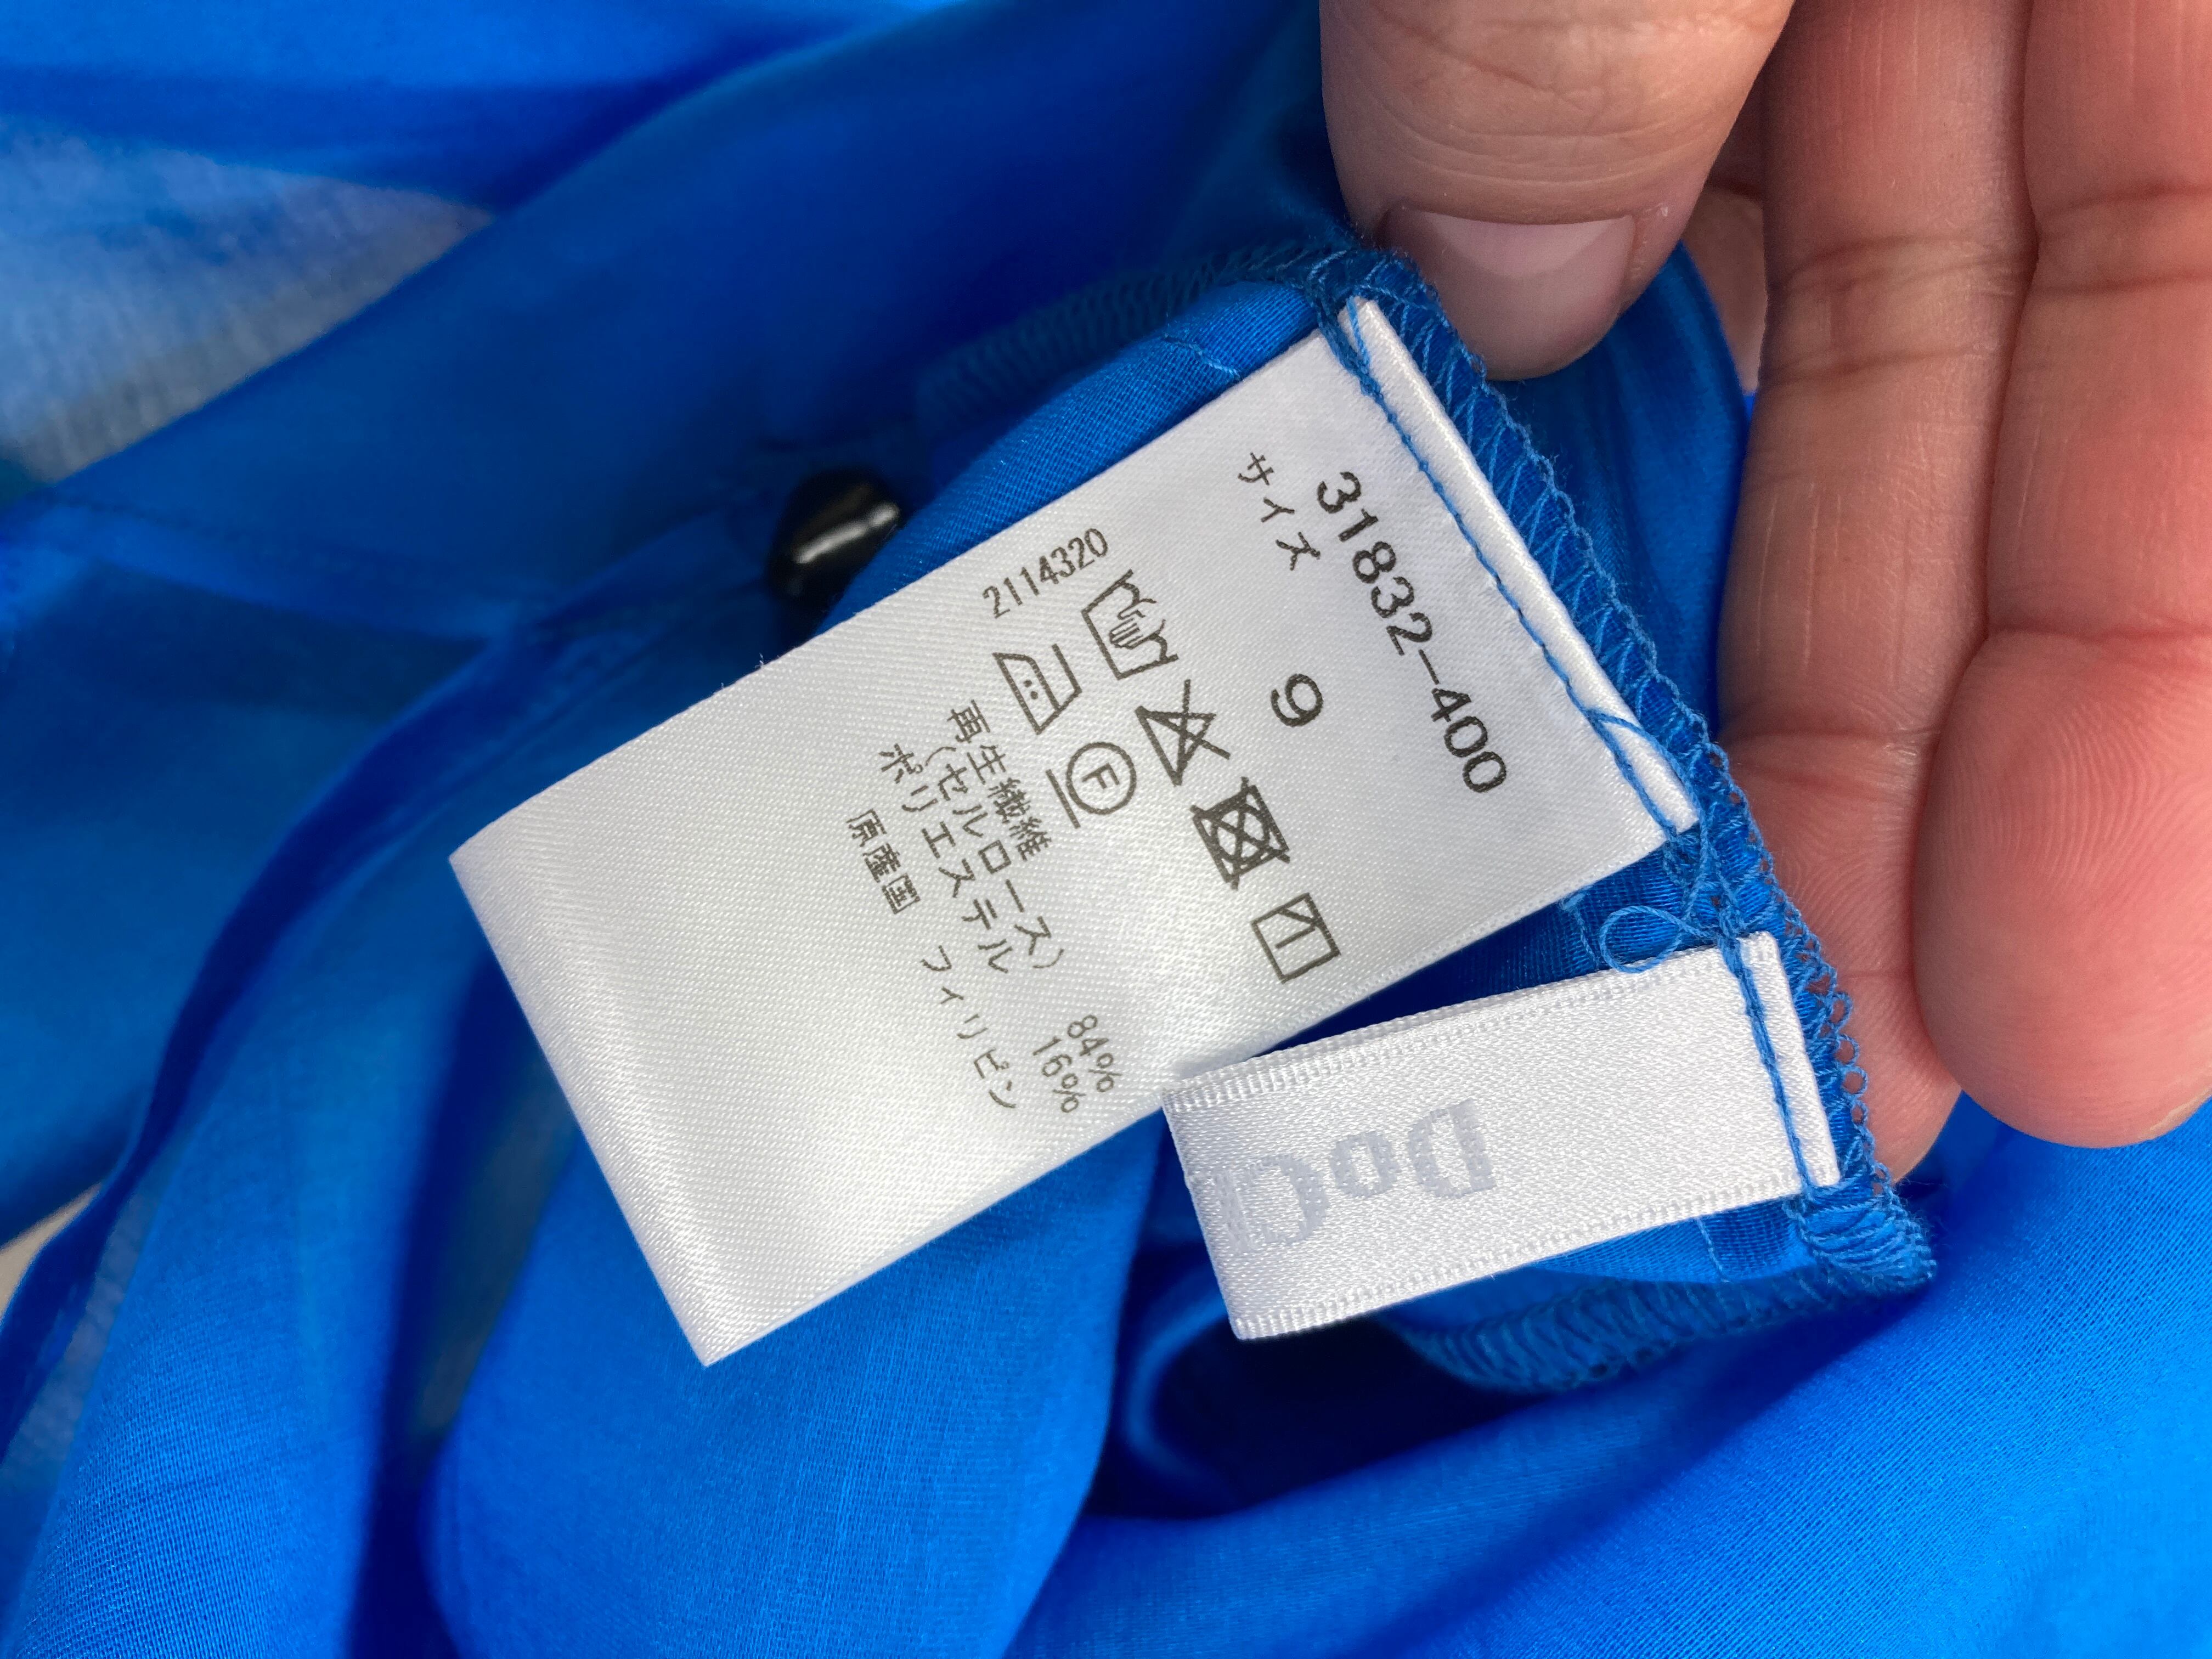 31832-400
サイズ 9
2114320
F
再生繊維
(セルロース) 84%
ポリエステル 16%
原産国 フィリピン